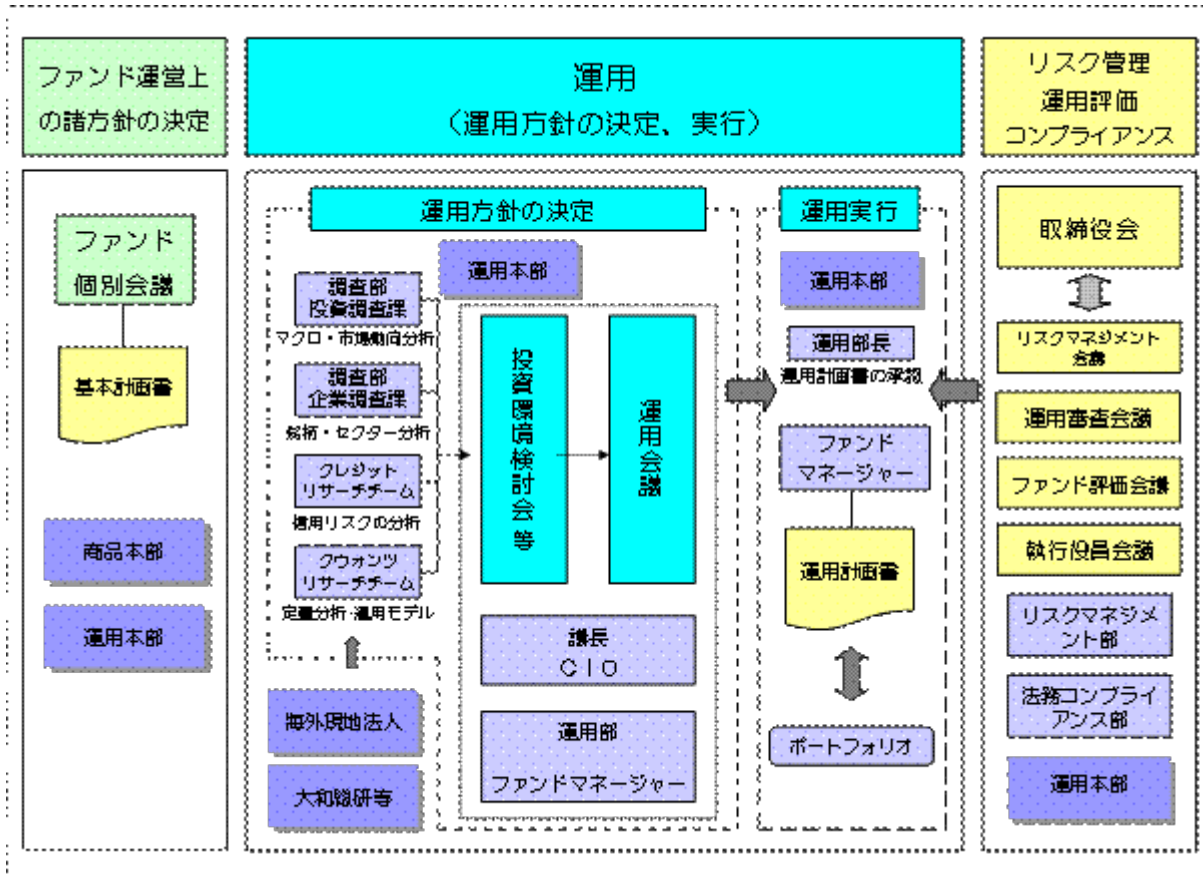 ファンド運営上
の諸方針の決定
運用
(運用方針の決定、実行)
リスク管理
運用評価
コンプライアンス
ファンド
個別会議
基本計画書
商品本部
運用本部
運用方針の決定
運用本部
調査部
投資調査課
マクロ・市場動向分析
調査部
企業調査課
銘柄・セクター分析
クレジット
リサーチチーム
信用リスクの分析
クウォンツ
リサーチチーム
定量分析・運用モデル
海外現地法人
大和総研等
投資環境検討会 等
運用会議
議長
CIO
運用部
ファンドマネージャー
運用実行
運用本部
運用部長
運用計画書の承認
ファンド
マネージャー
運用計画書
ポートフォリオ
取締役会
リスクマネジメント
会議
運用審査会議
ファンド評価会議
執行役員会議
リスクマネジメ
ント部
法務コンプライ
アンス部
運用本部